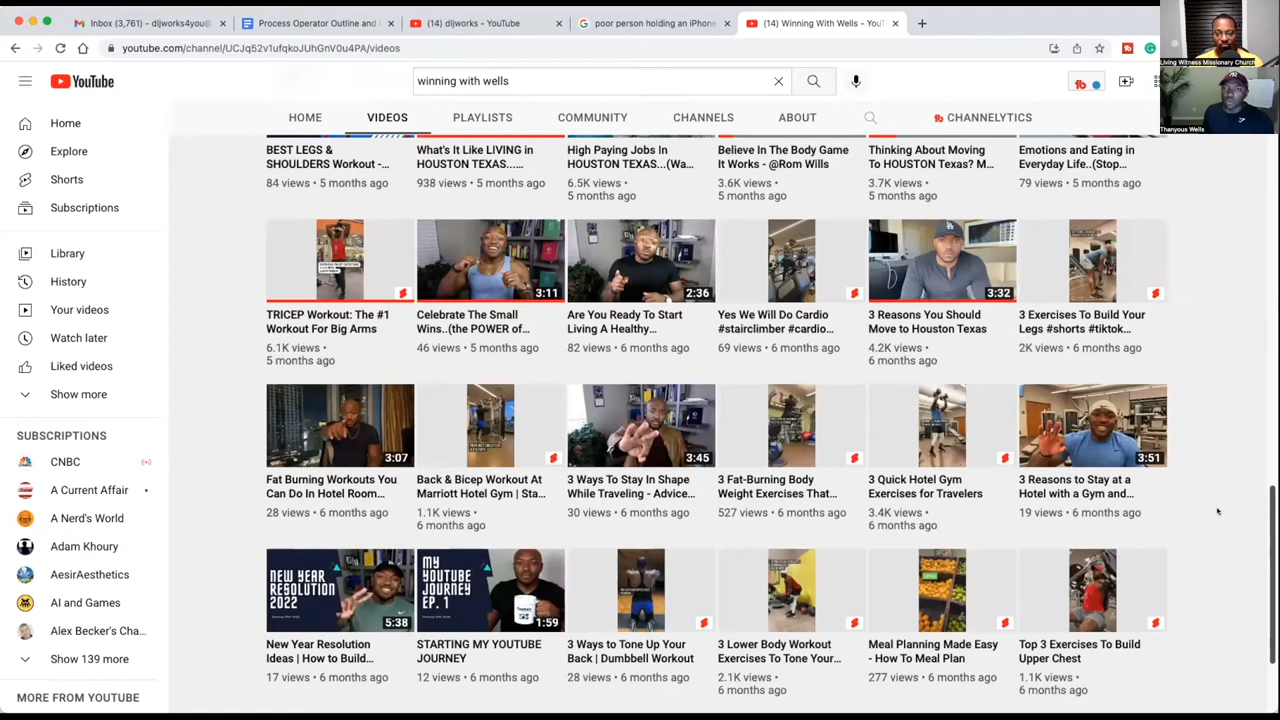 Inbox (3,761) - dljworks4you@
Process Operator Outline and
(14) dljworks - YouTube
poor person holding an iPhone
(14) Winning With Wells - YouT
youtube.com/channel/UCJq52v1ufqkoJUhGnV0u4PA/videos
Living Witness Missionary Church
Thanyous Wells
YouTube
winning with wells
HOME
VIDEOS
PLAYLISTS
COMMUNITY
CHANNELS
ABOUT
CHANNELYTICS
Home
Explore
Shorts
Subscriptions
Library
History
Your videos
Watch later
Liked videos
Show more
SUBSCRIPTIONS
CNBC
A Current Affair
A Nerd's World
Adam Khoury
AesirAesthetics
AI and Games
Alex Becker's Cha...
Show 139 more
MORE FROM YOUTUBE
BEST LEGS &
SHOULDERS Workout -...
84 views • 5 months ago
What's It Like LIVING in
HOUSTON TEXAS....
938 views • 5 months ago
High Paying Jobs In
HOUSTON TEXAS...(Wa...
6.5K views •
5 months ago
Believe In The Body Game
It Works - @Rom Wills
3.6K views •
5 months ago
Thinking About Moving
To HOUSTON Texas? M...
3.7K views •
5 months ago
Emotions and Eating in
Everyday Life..(Stop...
79 views • 5 months ago
TRICEP Workout: The #1
Workout For Big Arms
6.1K views •
5 months ago
3:11
Celebrate The Small
Wins..(the POWER of...
46 views • 5 months ago
2:36
Are You Ready To Start
Living A Healthy...
82 views • 6 months ago
Yes We Will Do Cardio
#stairclimber #cardio...
69 views • 6 months ago
3:32
3 Reasons You Should
Move to Houston Texas
4.2K views •
6 months ago
3 Exercises To Build Your
Legs #shorts #tiktok...
2K views • 6 months ago
3:07
Fat Burning Workouts You
Can Do In Hotel Room...
28 views • 6 months ago
Back & Bicep Workout At
Marriott Hotel Gym | Sta...
1.1K views •
6 months ago
3:45
3 Ways To Stay In Shape
While Traveling - Advice...
30 views • 6 months ago
3 Fat-Burning Body
Weight Exercises That...
527 views • 6 months ago
3 Quick Hotel Gym
Exercises for Travelers
3.4K views •
6 months ago
3:51
3 Reasons to Stay at a
Hotel with a Gym and...
19 views • 6 months ago
NEW YEAR
RESOLUTION
2022
5:38
New Year Resolution
Ideas | How to Build...
17 views • 6 months ago
MY
YOUTUBE
JOURNEY
EP. 1
1:59
STARTING MY YOUTUBE
JOURNEY
12 views • 6 months ago
3 Ways to Tone Up Your
Back | Dumbbell Workout
28 views • 6 months ago
3 Lower Body Workout
Exercises To Tone Your...
2.1K views •
6 months ago
Meal Planning Made Easy
- How To Meal Plan
277 views • 6 months ago
Top 3 Exercises To Build
Upper Chest
1.1K views •
6 months ago